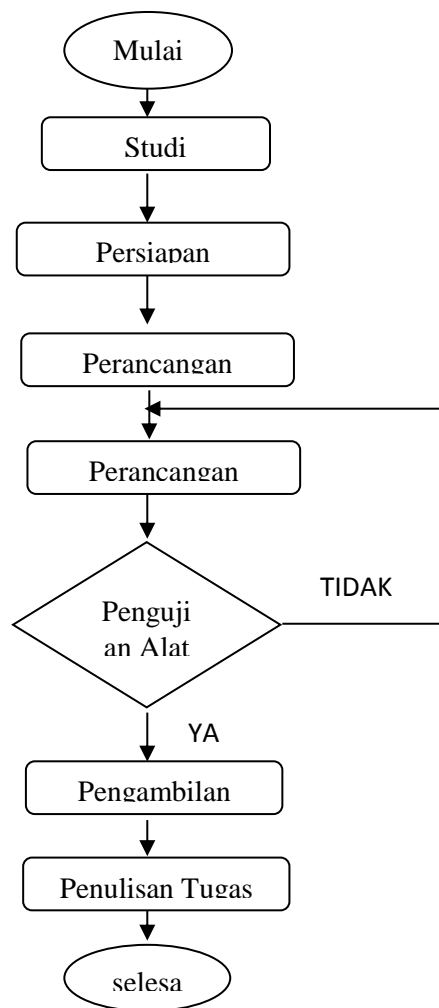 Mulai
Studi
Persiapan
Perancangan
Perancangan
Penguji
an Alat
TIDAK
YA
Pengambilan
Penulisan Tugas
selesa